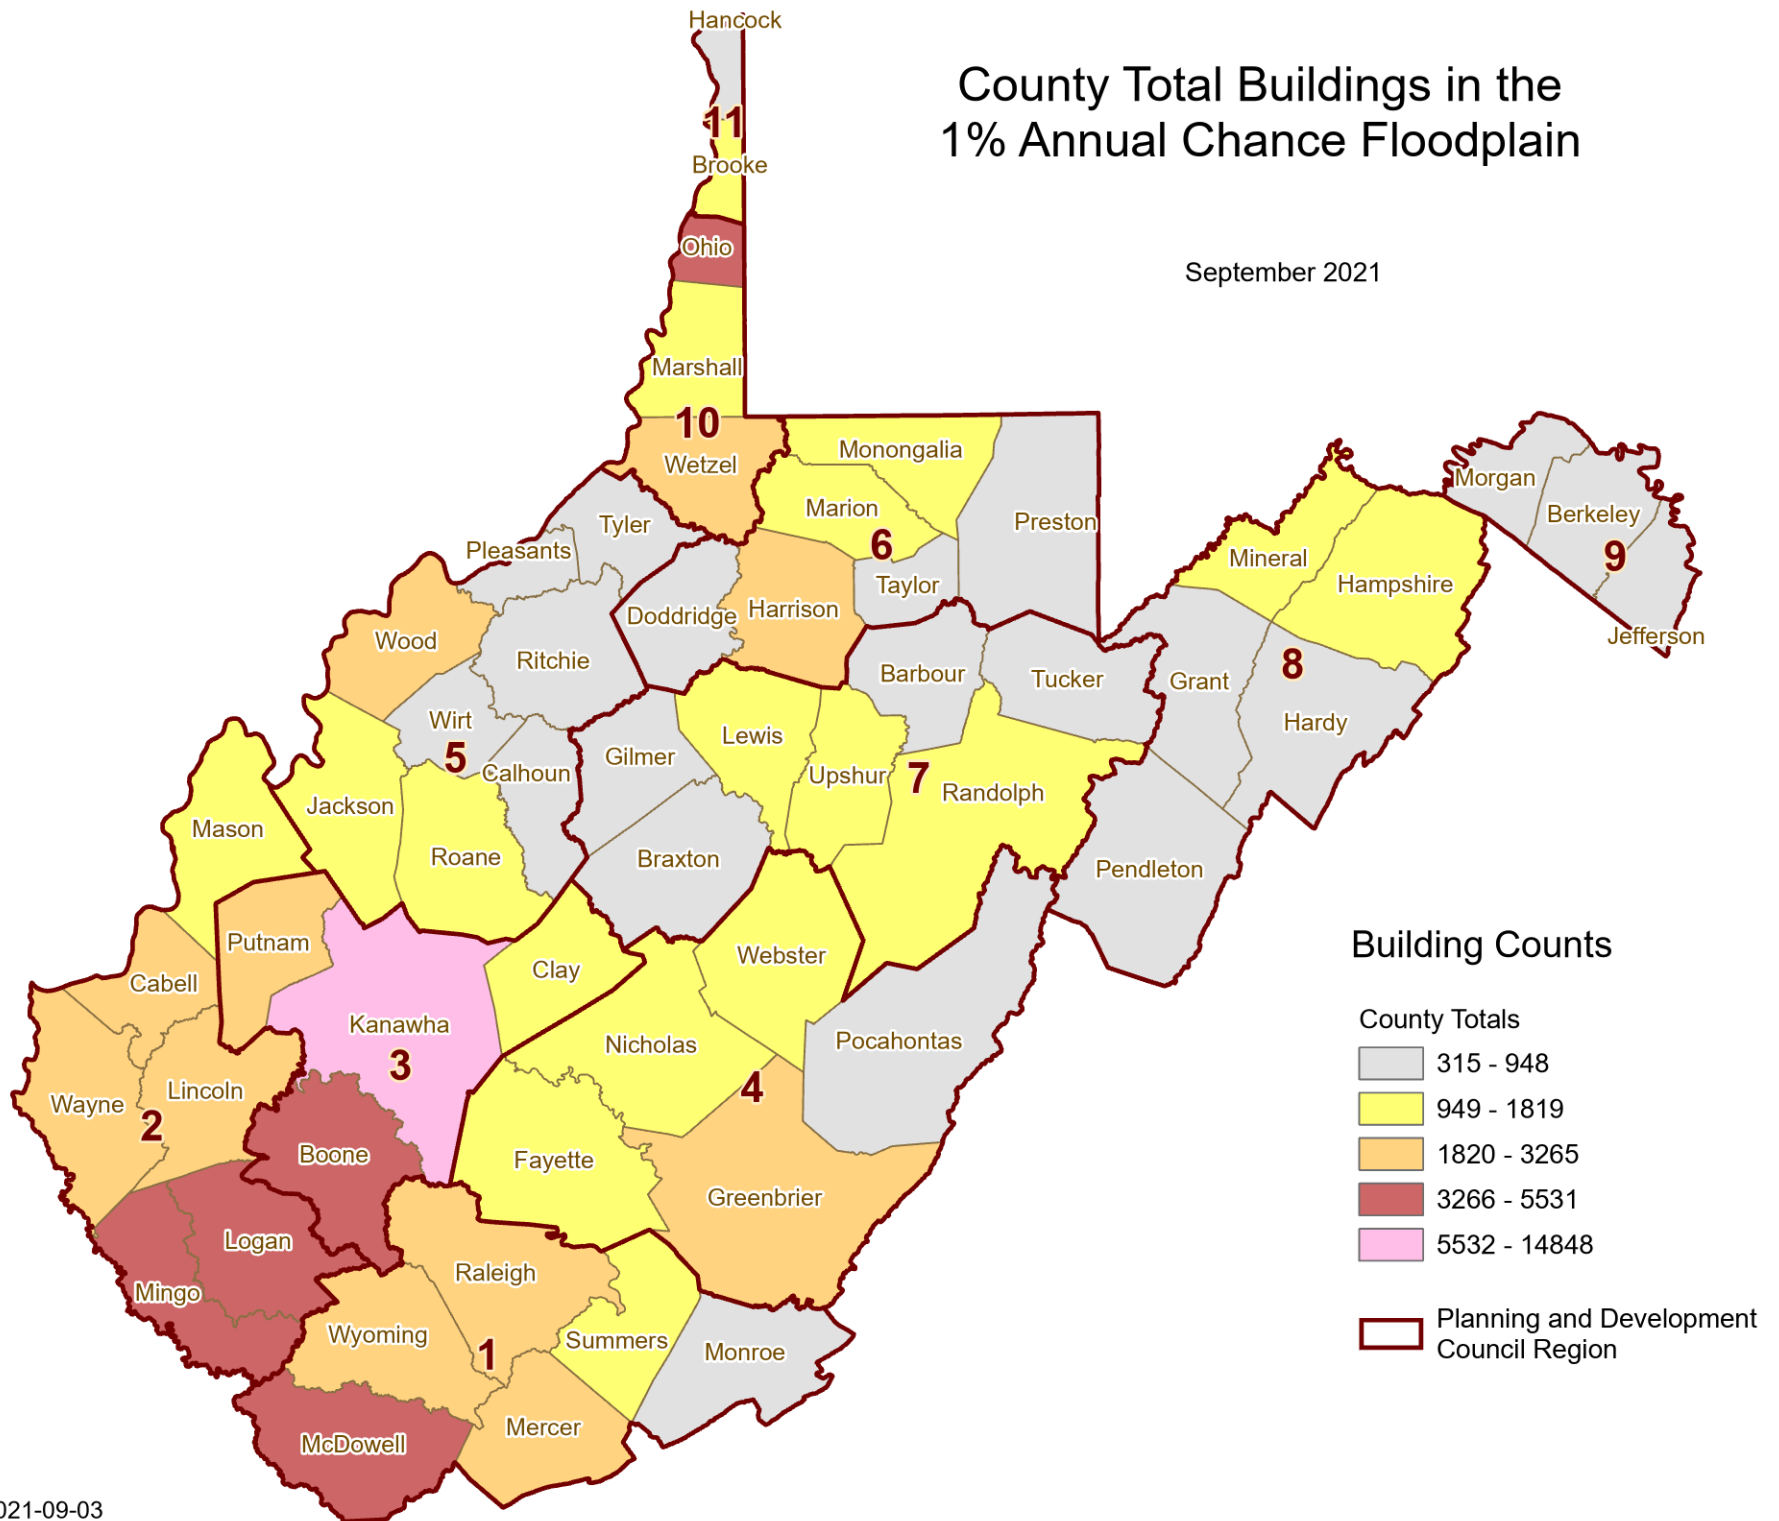 Hancock
County Total Buildings in the
1% Annual Chance Floodplain
11
Brooke
Ohio
September 2021
Marshall
10
Wetzel
Monongalia
Marion
Preston
Tyler
Pleasants
6
Taylor
Morgan
Berkeley
9
Mineral
Hampshire
Jefferson
Doddridge
Harrison
Wood
Ritchie
Barbour
Tucker
Grant
8
Hardy
Wirt
5
Calhoun
Gilmer
Lewis
Upshur
7
Randolph
Jackson
Mason
Roane
Braxton
Pendleton
Putnam
Cabell
Clay
Webster
Kanawha
3
Nicholas
Pocahontas
4
Wayne
Lincoln
2
Boone
Fayette
Greenbrier
Logan
Mingo
Raleigh
Wyoming
1
Summers
Monroe
McDowell
Mercer
Building Counts
County Totals
315 - 948
949 - 1819
1820 - 3265
3266 - 5531
5532 - 14848
Planning and Development
Council Region
021-09-03